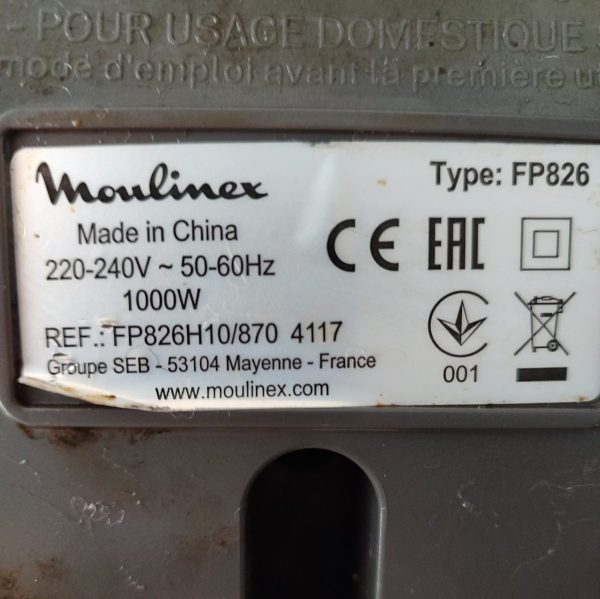 - POUR USAGE DOMESTIQUE
mode d'emploi avant la première
Moulinex
Type: FP826
Made in China
220-240V ~ 50-60Hz
1000W
REF.: FP826H10/870 4117
Groupe SEB - 53104 Mayenne - France
www.moulinex.com
CE EAC
001